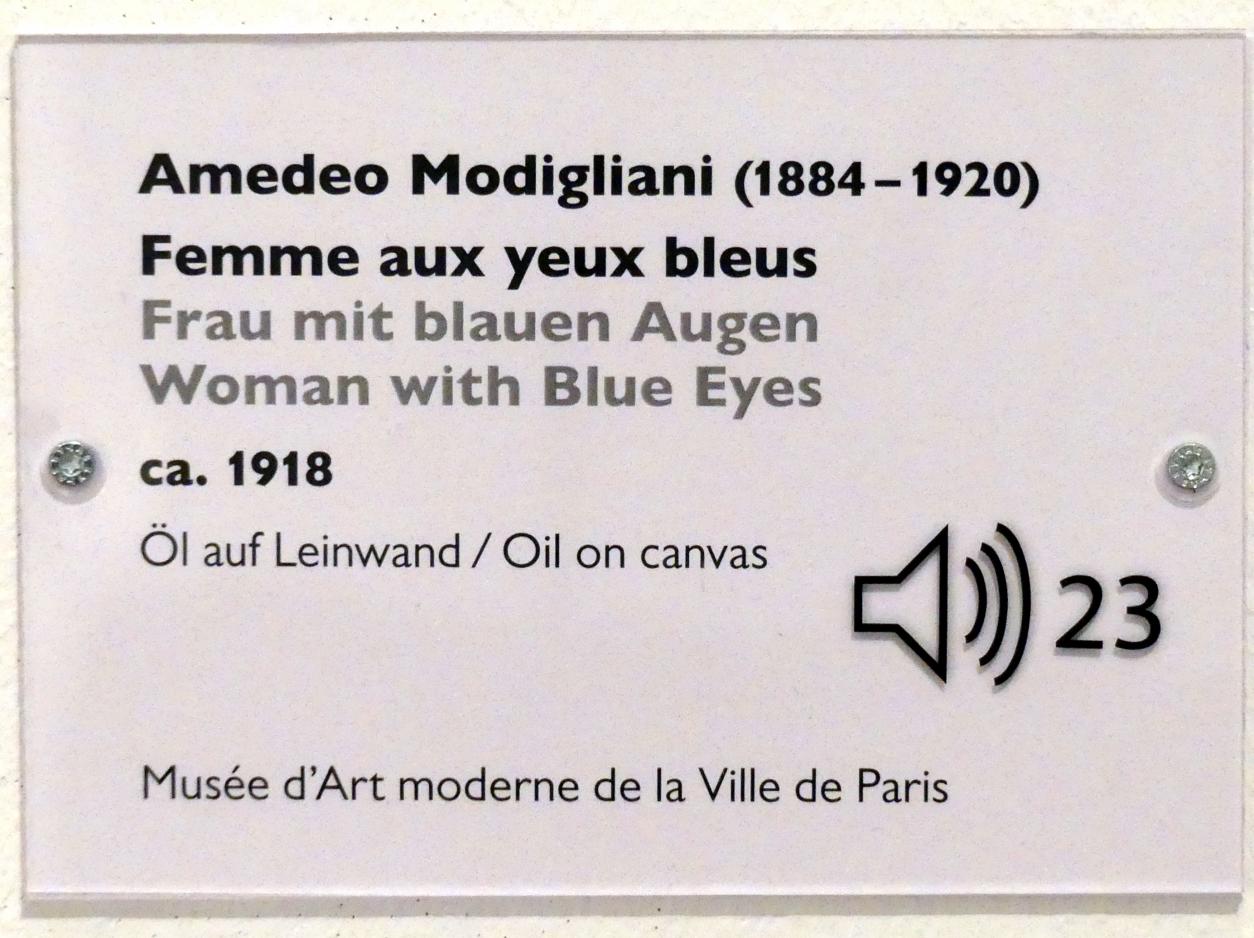 Amedeo Modigliani (1884–1920)
Femme aux yeux bleus
Frau mit blauen Augen
Woman with Blue Eyes
ca. 1918
Öl auf Leinwand / Oil on canvas
23
Musée d’Art moderne de la Ville de Paris